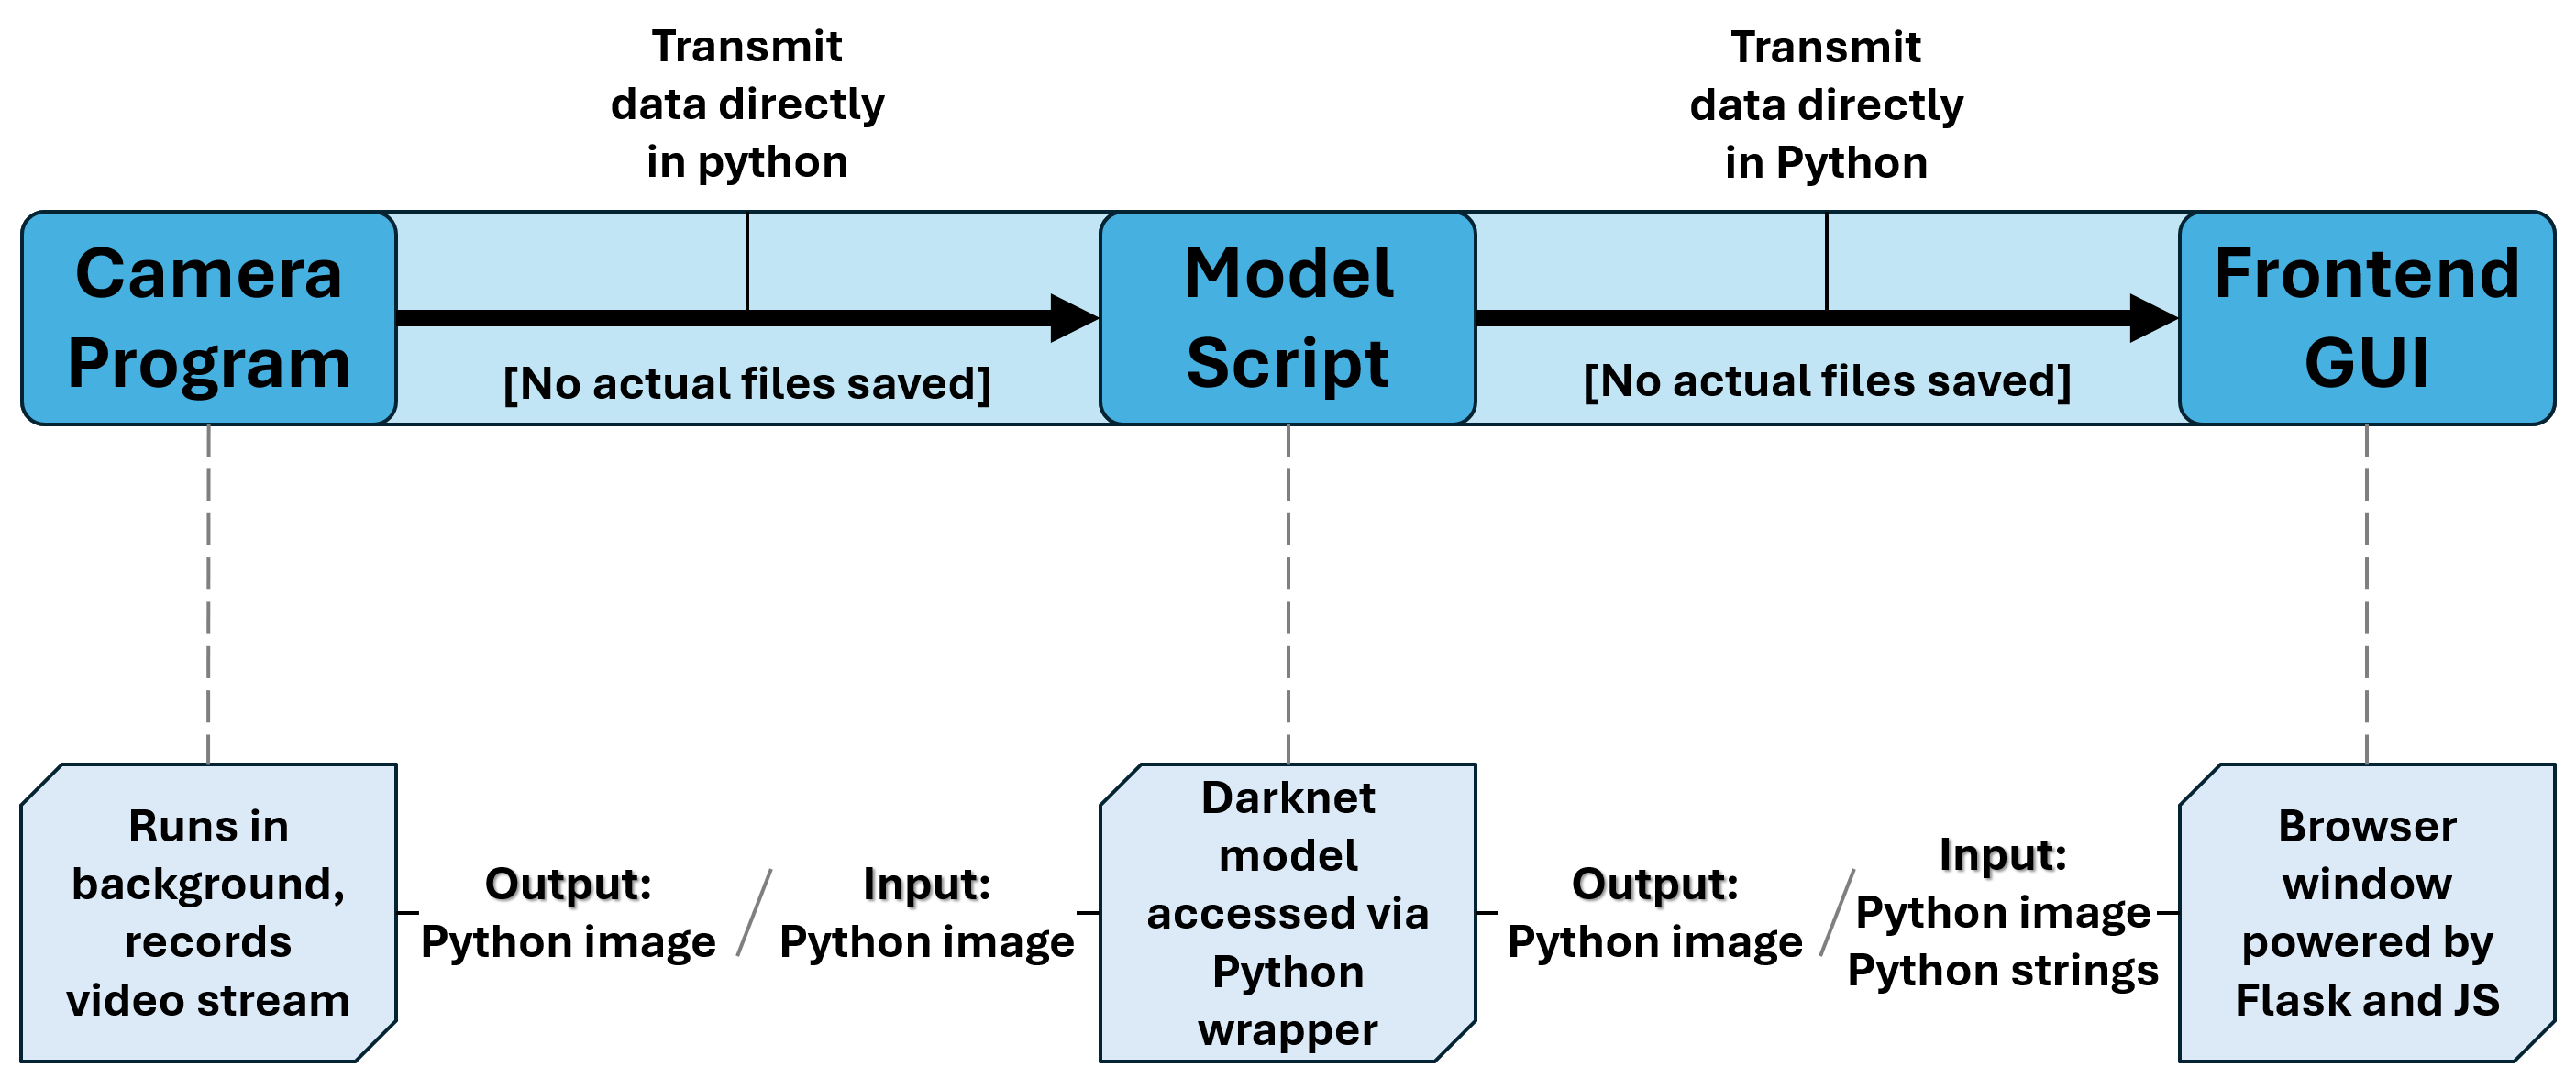 Transmit
data directly
in python
Transmit
data directly
in Python
Camera
Program
[No actual files saved]
Model
Script
[No actual files saved]
Frontend
GUI
Runs in
background,
records
video stream
Output:
Python image
/
Input:
Python image
Darknet
model
accessed via
Python
wrapper
Output:
Python image
/
Input:
Python image
Python strings
Browser
window
powered by
Flask and JS